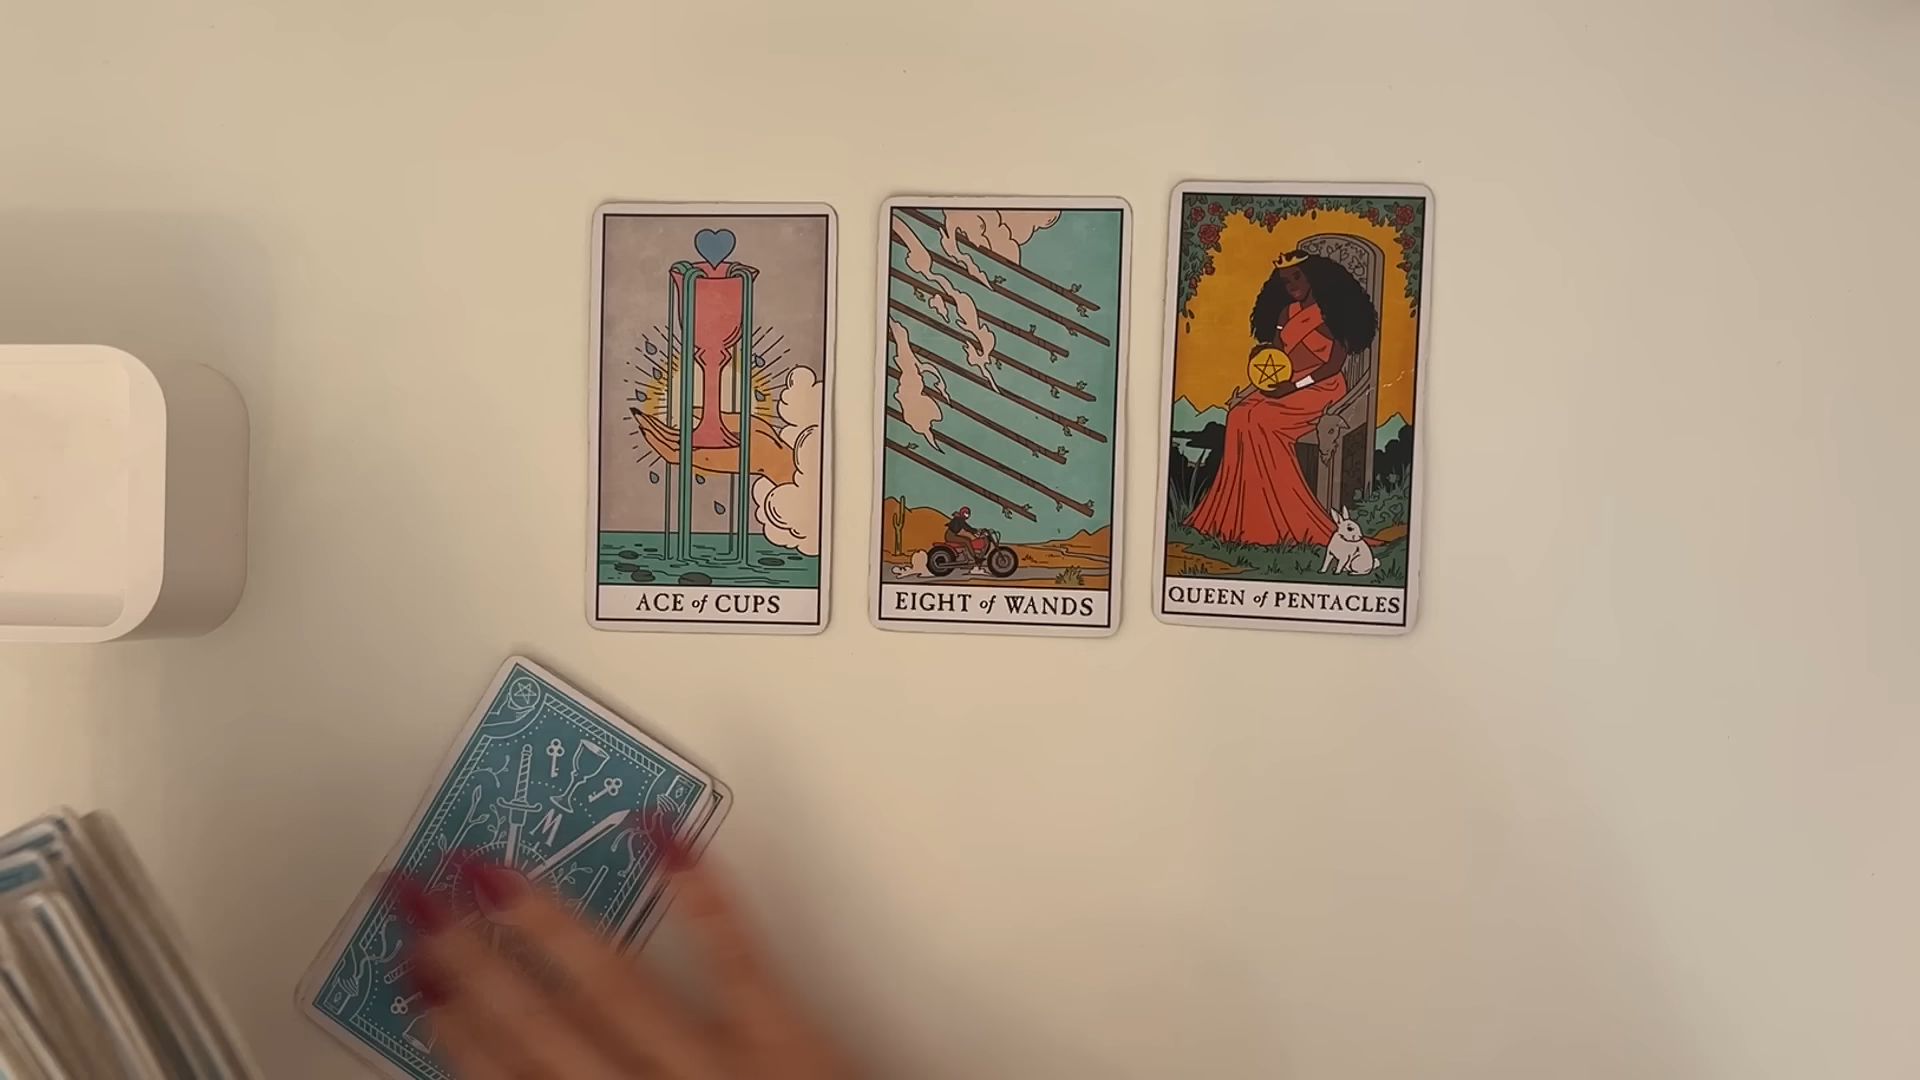 ACE of CUPS
EIGHT of WANDS
QUEEN of PENTACLES
M